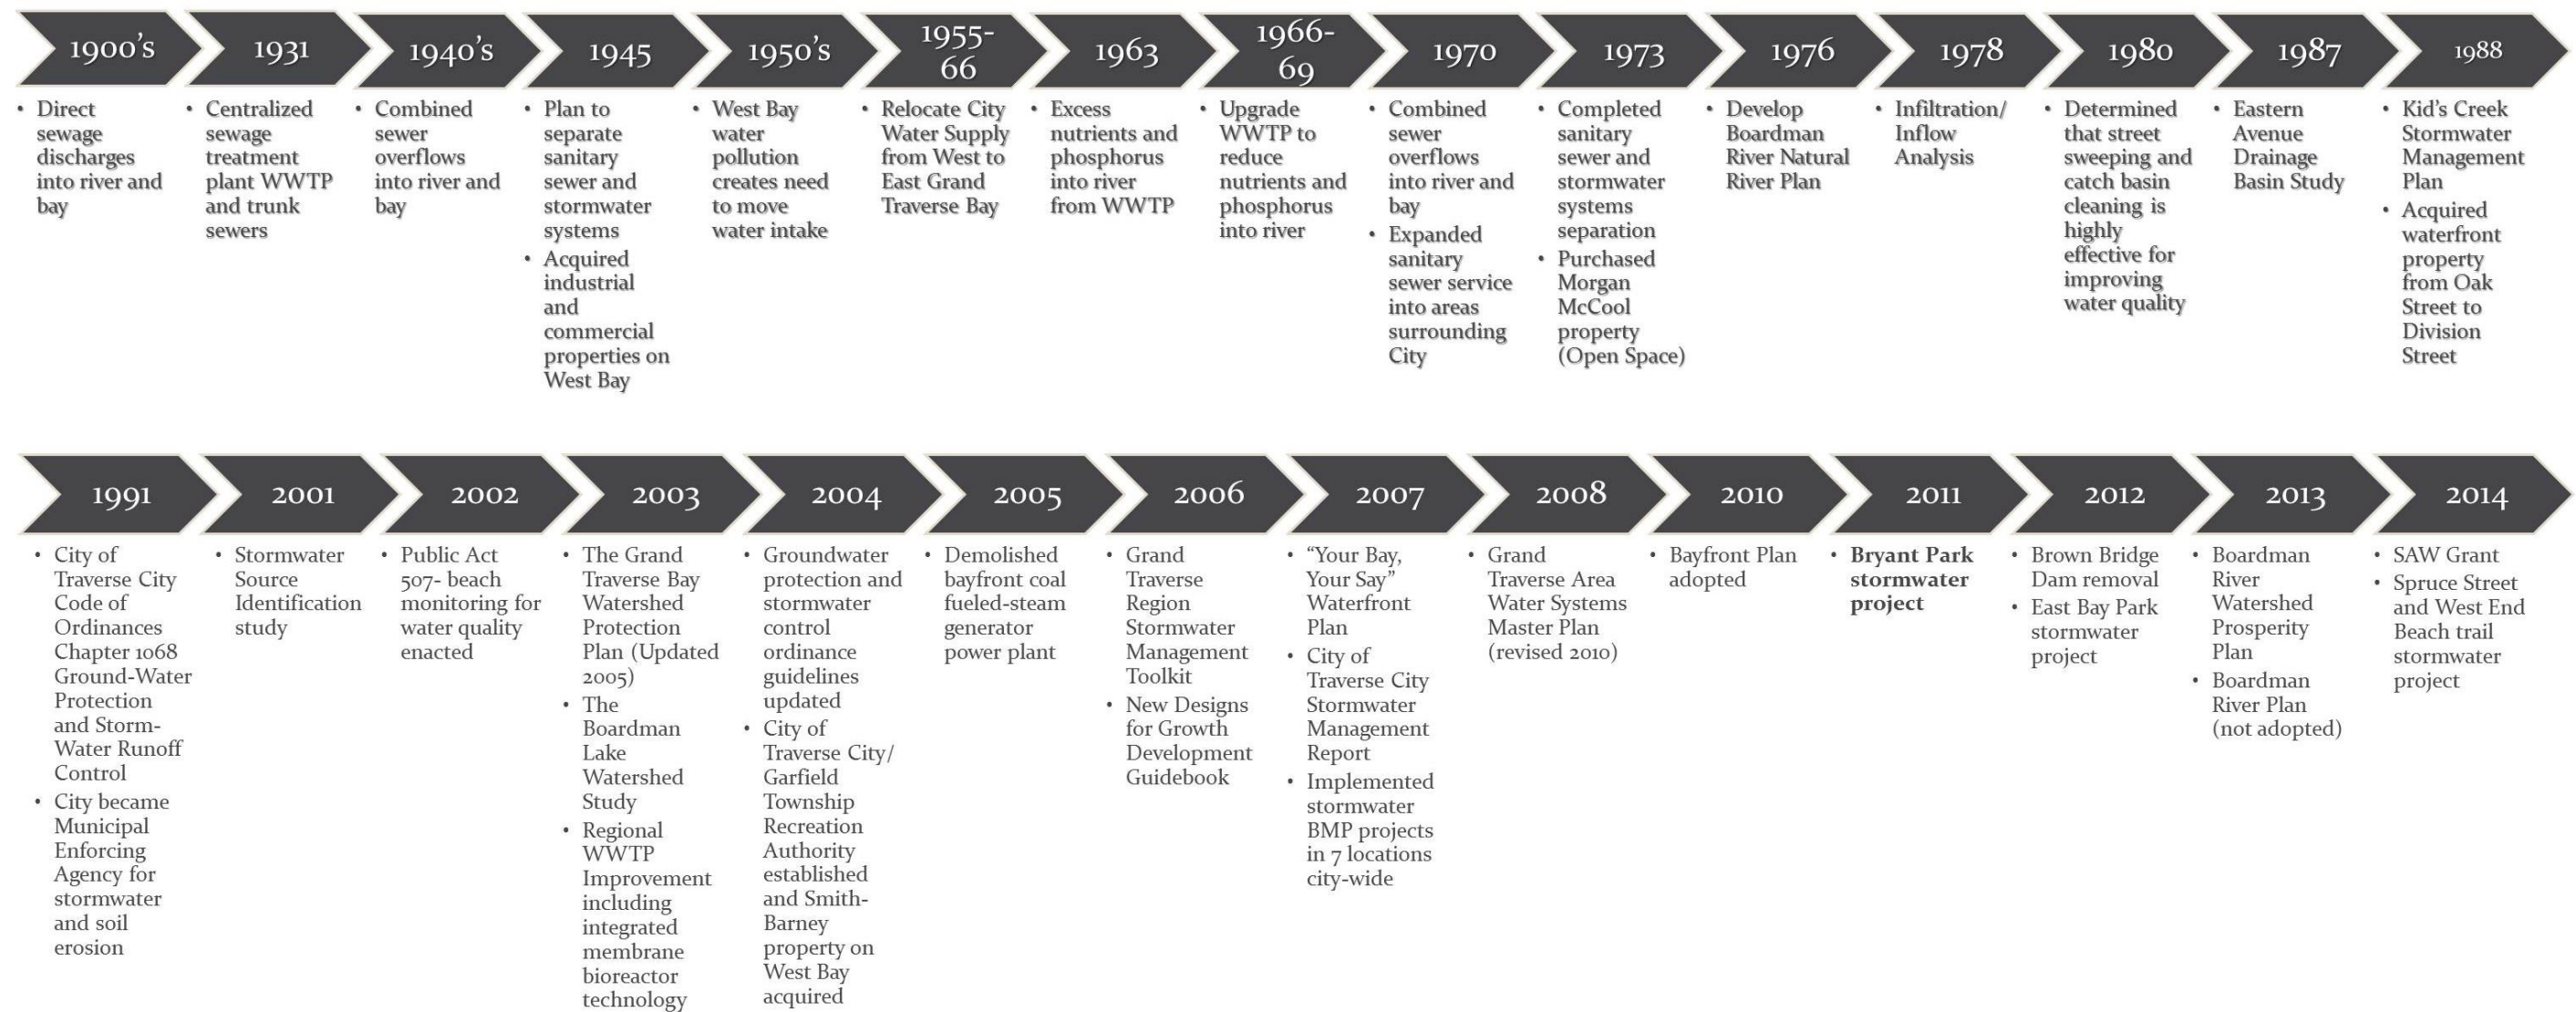 1900's
• Direct
sewage
discharges
into river and
bay
1931
• Centralized
sewage
treatment
plant WWTP
and trunk
sewers
1940's
• Combined
sewer
overflows
into river and
bay
1945
• Plan to
separate
sanitary
sewer and
stormwater
systems
• Acquired
industrial
and
commercial
properties on
West Bay
1950's
• West Bay
water
pollution
creates need
to move
water intake
1955-
66
• Relocate City
Water Supply
from West to
East Grand
Traverse Bay
1963
• Excess
nutrients and
phosphorus
into river
from WWTP
1966-
69
• Upgrade
WWTP to
reduce
nutrients and
phosphorus
into river
1970
• Combined
sewer
overflows
into river and
bay
• Expanded
sanitary
sewer service
into areas
surrounding
City
1973
• Completed
sanitary
sewer and
stormwater
systems
separation
• Purchased
Morgan
McCool
property
(Open Space)
1976
• Develop
Boardman
River Natural
River Plan
1978
• Infiltration/
Inflow
Analysis
1980
• Determined
that street
sweeping and
catch basin
cleaning is
highly
effective for
improving
water quality
1987
• Eastern
Avenue
Drainage
Basin Study
1988
• Kid's Creek
Stormwater
Management
Plan
• Acquired
waterfront
property
from Oak
Street to
Division
Street
1991
• City of
Traverse City
Code of
Ordinances
Chapter 1068
Ground-Water
Protection
and Storm-
Water Runoff
Control
• City became
Municipal
Enforcing
Agency for
stormwater
and soil
erosion
2001
• Stormwater
Source
Identification
study
2002
• Public Act
507- beach
monitoring for
water quality
enacted
2003
• The Grand
Traverse Bay
Watershed
Protection
Plan (Updated
2005)
• The
Boardman
Lake
Watershed
Study
• Regional
WWTP
Improvement
including
integrated
membrane
bioreactor
technology
2004
• Groundwater
protection and
stormwater
control
ordinance
guidelines
updated
• City of
Traverse City/
Garfield
Township
Recreation
Authority
established
and Smith-
Barney
property on
West Bay
acquired
2005
• Demolished
bayfront coal
fueled-steam
generator
power plant
2006
• Grand
Traverse
Region
Stormwater
Management
Toolkit
• New Designs
for Growth
Development
Guidebook
2007
• "Your Bay,
Your Say"
Waterfront
Plan
• City of
Traverse City
Stormwater
Management
Report
• Implemented
stormwater
BMP projects
in 7 locations
city-wide
2008
• Grand
Traverse Area
Water Systems
Master Plan
(revised 2010)
2010
• Bayfront Plan
adopted
2011
• Bryant Park
stormwater
project
2012
• Brown Bridge
Dam removal
• East Bay Park
stormwater
project
2013
• Boardman
River
Watershed
Prosperity
Plan
• Boardman
River Plan
(not adopted)
2014
• SAW Grant
• Spruce Street
and West End
Beach trail
stormwater
project